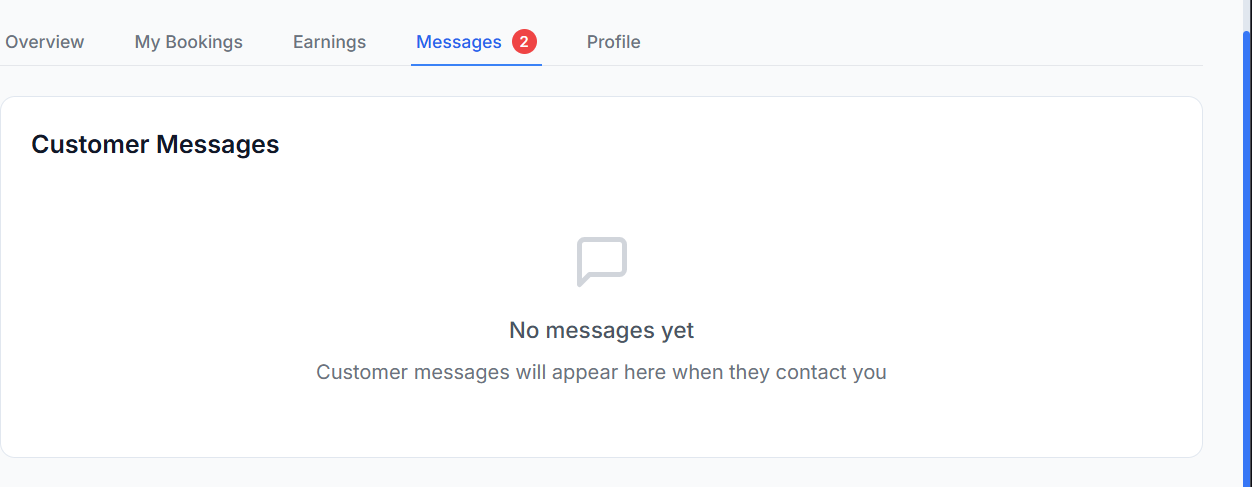 Overview My Bookings Earnings Messages 2 Profile
Customer Messages
No messages yet
Customer messages will appear here when they contact you